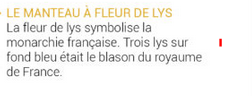 LE MANTEAU À FLEUR DE LYS
La fleur de lys symbolise la
monarchie française. Trois lys sur
fond bleu était le blason du royaume
de France.